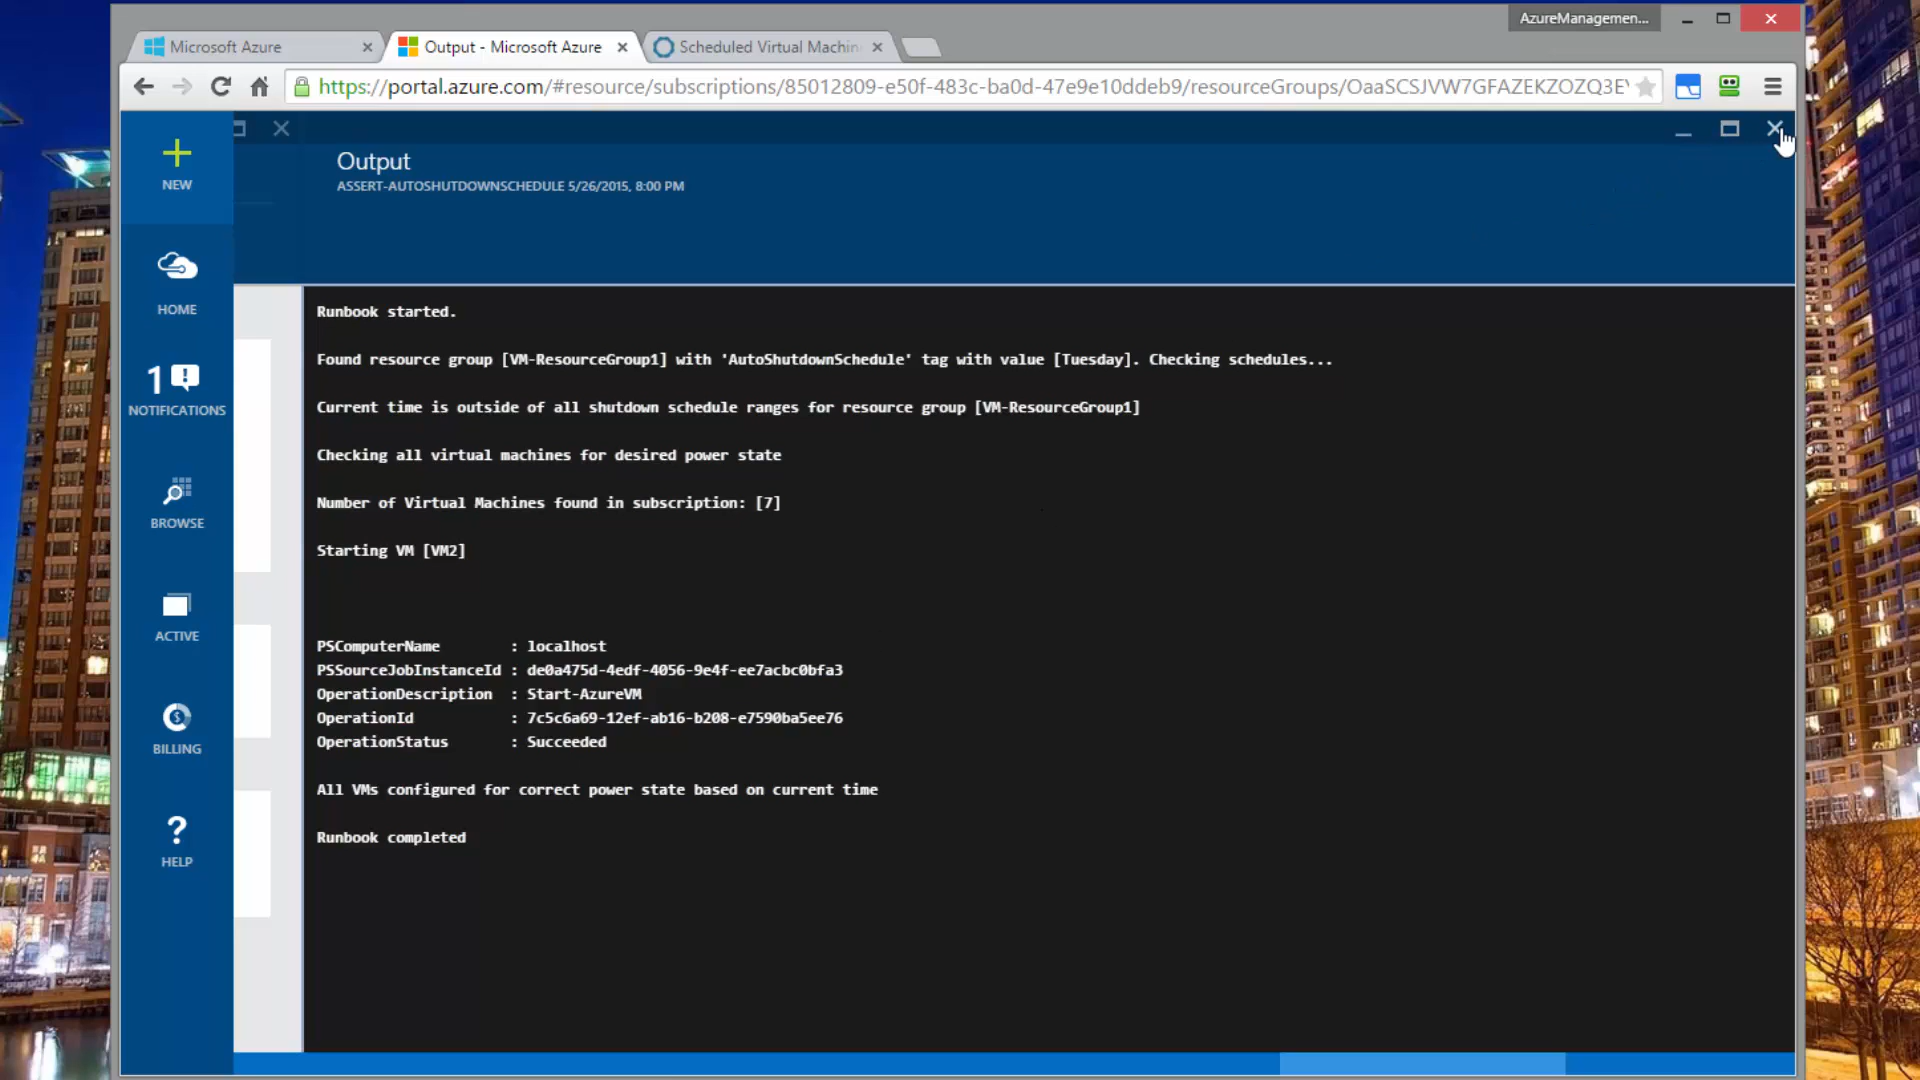 AzureManagemen...
Microsoft Azure
Output - Microsoft Azure
Scheduled Virtual Machin
https://portal.azure.com/#resource/subscriptions/85012809-e50f-483c-ba0d-47e9e10ddeb9/resourceGroups/OaaSCSJVW7GFAZEKZOZQ3E
NEW
HOME
1
NOTIFICATIONS
BROWSE
ACTIVE
BILLING
HELP
Output
ASSERT-AUTOSHUTDOWNSCHEDULE 5/26/2015, 8:00 PM
Runbook started.
Found resource group [VM-ResourceGroup1] with 'AutoShutdownSchedule' tag with value [Tuesday]. Checking schedules...
Current time is outside of all shutdown schedule ranges for resource group [VM-ResourceGroup1]
Checking all virtual machines for desired power state
Number of Virtual Machines found in subscription: [7]
Starting VM [VM2]
PSComputerName : localhost
PSSourceJobInstanceId : de0a475d-4edf-4056-9e4f-ee7acbc0bfa3
OperationDescription : Start-AzureVM
OperationId : 7c5c6a69-12ef-ab16-b208-e7590ba5ee76
OperationStatus : Succeeded
All VMs configured for correct power state based on current time
Runbook completed